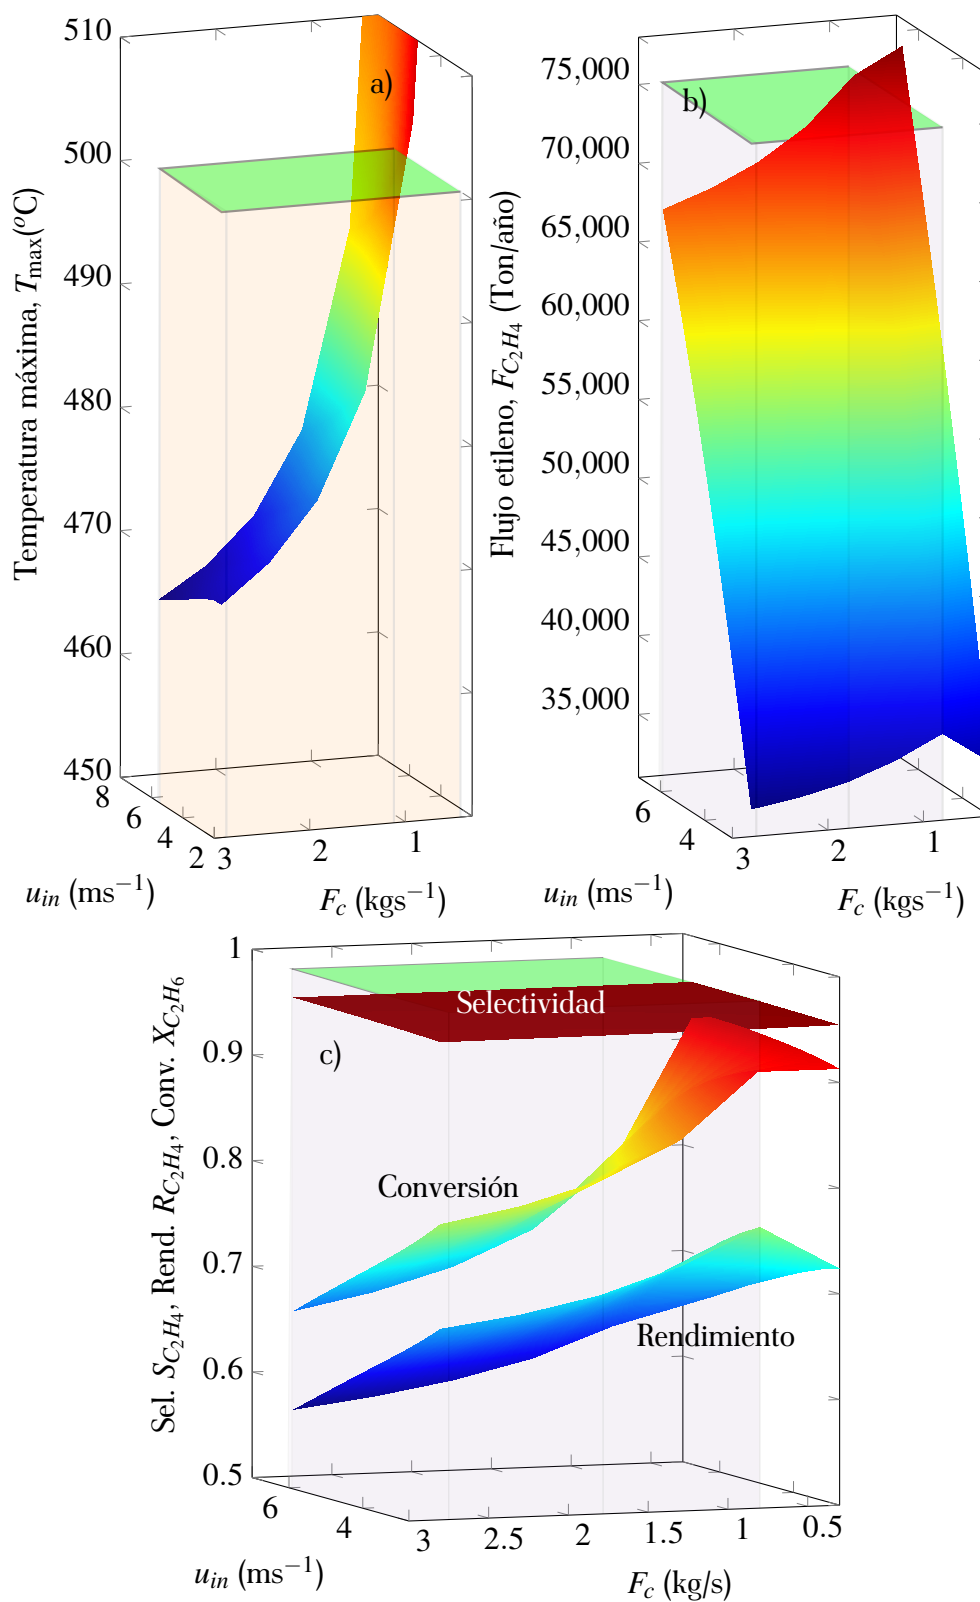 Temperatura máxima, T_max(°C)
510
500
490
480
470
460
450
8
6
4
2
3
2
1
u_in (ms⁻¹)
F_c (kgs⁻¹)
a)
Flujo etileno, F_C₂H₄ (Ton/año)
75,000
70,000
65,000
60,000
55,000
50,000
45,000
40,000
35,000
6
4
2
3
2
1
u_in (ms⁻¹)
F_c (kgs⁻¹)
b)
Sel. S_C₂H₄, Rend. R_C₂H₄, Conv. X_C₂H₆
1
0.9
0.8
0.7
0.6
0.5
6
4
3
2.5
2
1.5
1
0.5
u_in (ms⁻¹)
F_c (kg/s)
c)
Selectividad
Conversión
Rendimiento